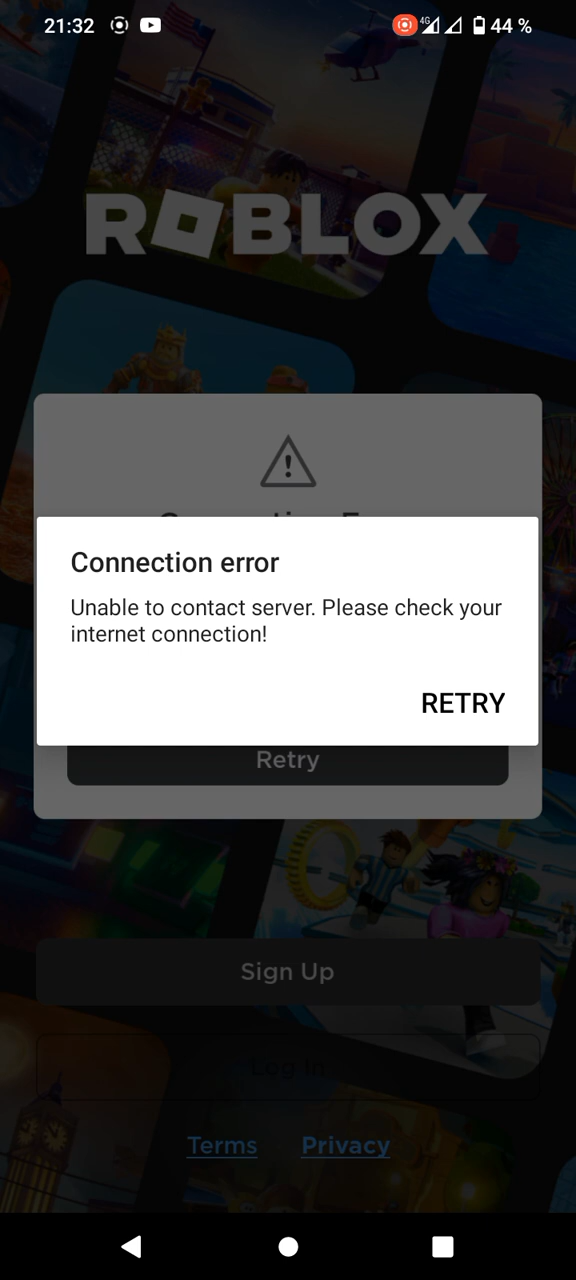 21:32
4G
44 %
ROBLOX
Connection error
Unable to contact server. Please check your
internet connection!
RETRY
Retry
Sign Up
Log In
Terms Privacy